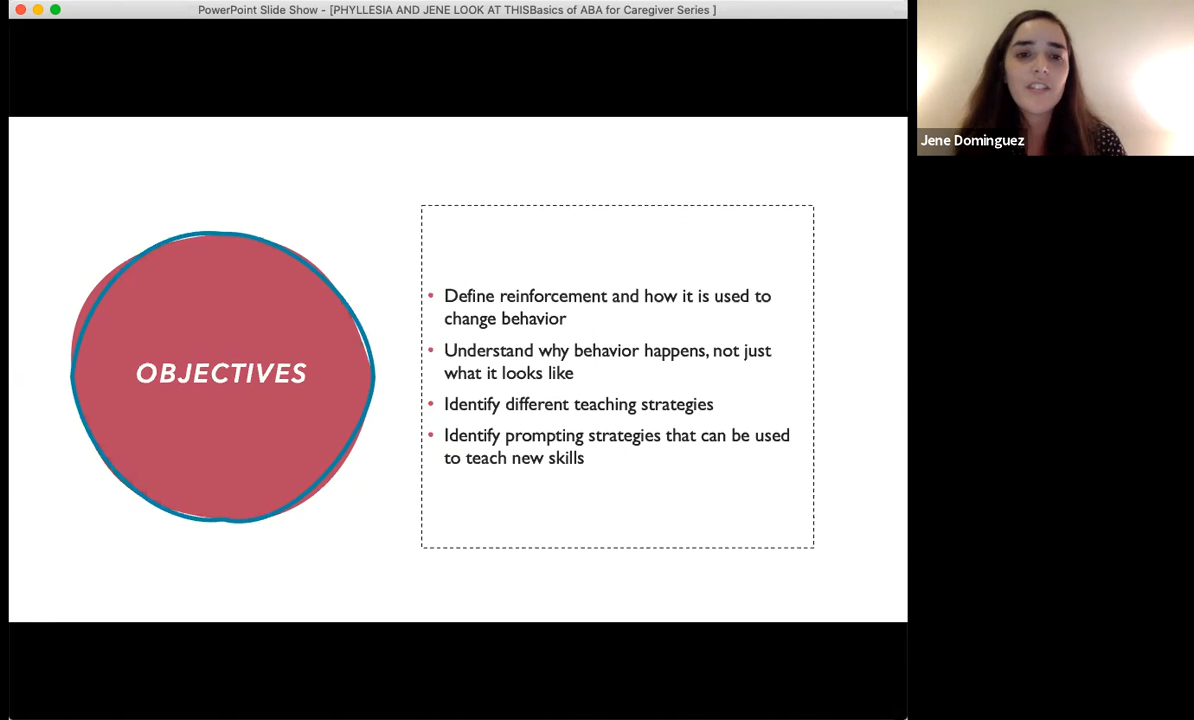 PowerPoint Slide Show - [PHYLLESIA AND JENE LOOK AT THISBasics of ABA for Caregiver Series ]
Jene Dominguez
OBJECTIVES
• Define reinforcement and how it is used to
change behavior
• Understand why behavior happens, not just
what it looks like
• Identify different teaching strategies
• Identify prompting strategies that can be used
to teach new skills